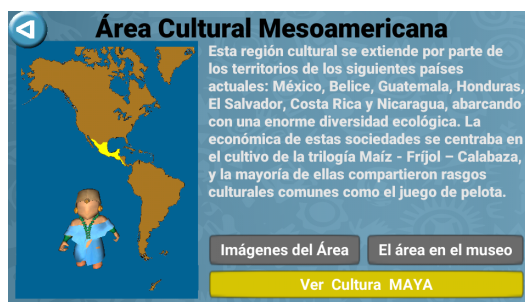 Área Cultural Mesoamericana
Esta región cultural se extiende por parte de
los territorios de los siguientes países
actuales: México, Belice, Guatemala, Honduras,
El Salvador, Costa Rica y Nicaragua, abarcando
con una enorme diversidad ecológica. La
económica de estas sociedades se centraba en
el cultivo de la trilogía Maíz - Fríjol – Calabaza,
y la mayoría de ellas compartieron rasgos
culturales comunes como el juego de pelota.
Imágenes del Área
El área en el museo
Ver Cultura MAYA